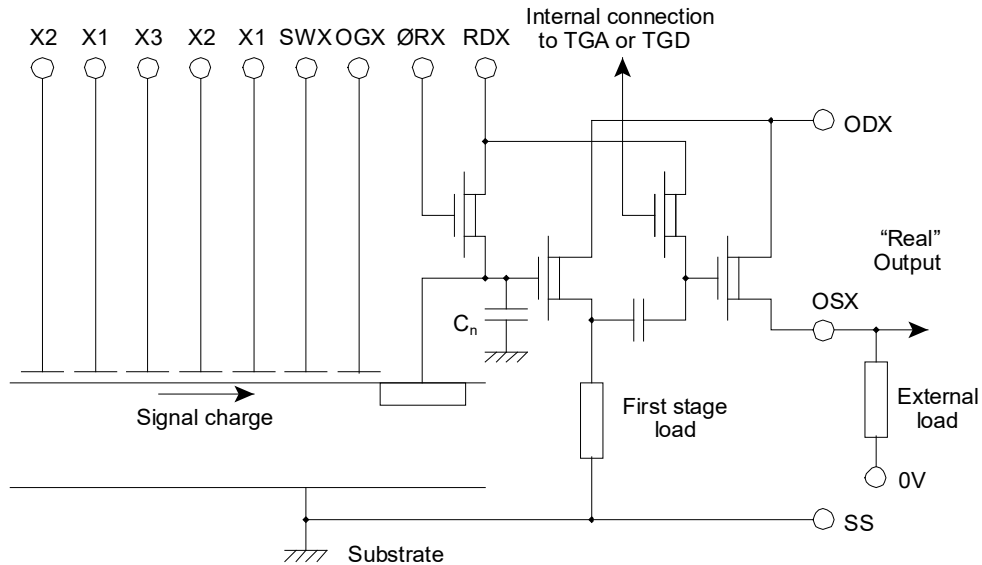 Internal connection
to TGA or TGD
X2 X1 X3 X2 X1 SWX OGX ØRX RDX
ODX
“Real”
Output
OSX
Cn
Signal charge
First stage
load
External
load
0V
SS
Substrate